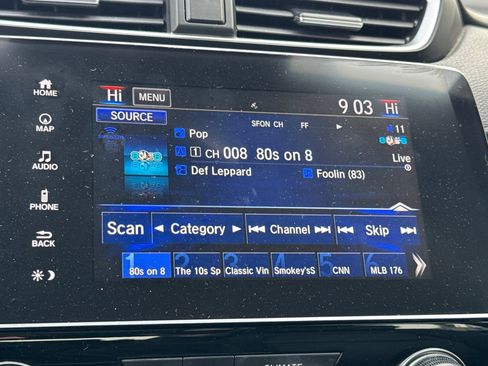 Hi MENU 9 03 Hi
HOME
SOURCE SFON CH FF 11
Pop
MAP
1 CH 008 80s on 8 Live
AUDIO
Def Leppard Foolin (83)
PHONE
Scan Category Channel Skip
BACK
1 2 3 4 5 6
80s on 8 The 10s Sp Classic Vin Smokey'sS CNN MLB 176
CLIMATE